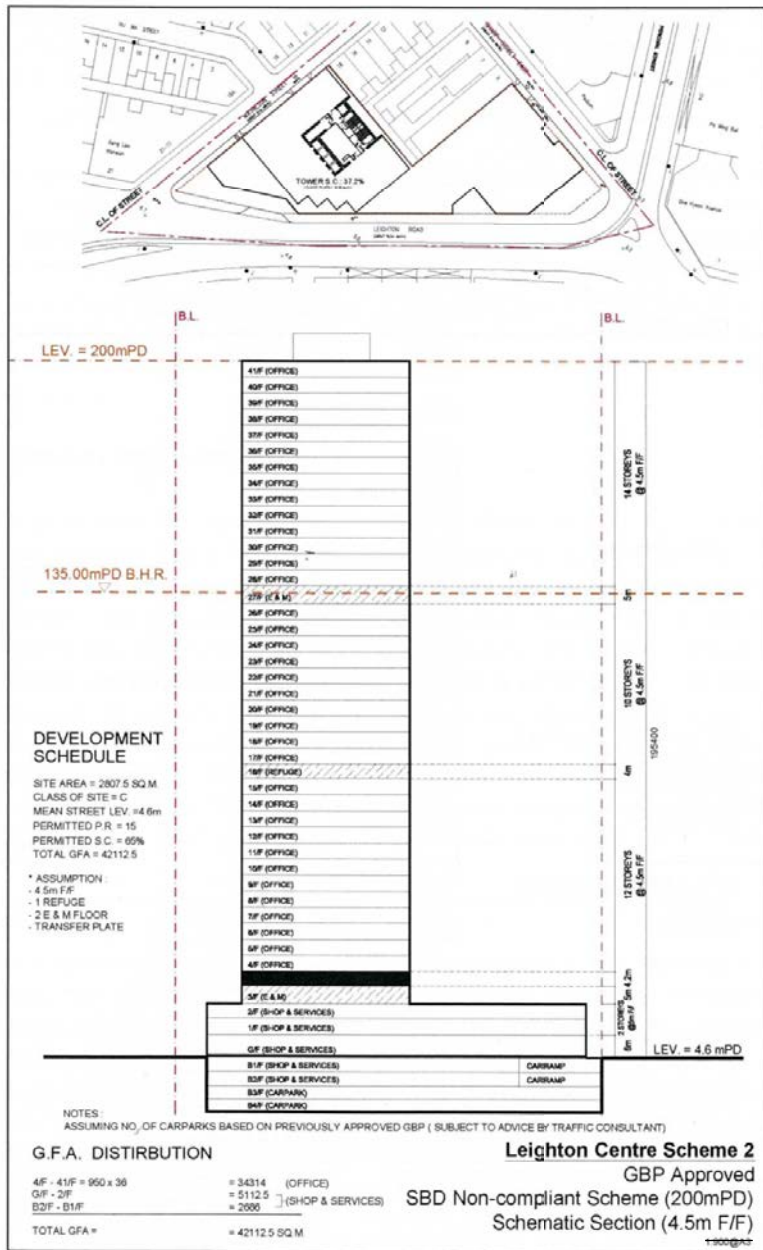 TOWER S.C.: 37.2%
C.L. OF STREET
C.L. OF STREET
LEIGHTON ROAD
B.L.
B.L.
LEV. = 200mPD
41/F (OFFICE)
40/F (OFFICE)
39/F (OFFICE)
38/F (OFFICE)
37/F (OFFICE)
36/F (OFFICE)
35/F (OFFICE)
34/F (OFFICE)
33/F (OFFICE)
32/F (OFFICE)
31/F (OFFICE)
30/F (OFFICE)
29/F (OFFICE)
28/F (OFFICE)
14 STOREYS
@ 4.5m F/F
135.00mPD B.H.R.
27/F (E & M)
5m
26/F (OFFICE)
25/F (OFFICE)
24/F (OFFICE)
23/F (OFFICE)
22/F (OFFICE)
21/F (OFFICE)
20/F (OFFICE)
19/F (OFFICE)
18/F (OFFICE)
17/F (OFFICE)
10 STOREYS
@ 4.5m F/F
16/F (REFUGE)
4m
195400
15/F (OFFICE)
14/F (OFFICE)
13/F (OFFICE)
12/F (OFFICE)
11/F (OFFICE)
10/F (OFFICE)
9/F (OFFICE)
8/F (OFFICE)
7/F (OFFICE)
6/F (OFFICE)
5/F (OFFICE)
4/F (OFFICE)
12 STOREYS
@ 4.5m F/F
4.2m
3/F (E & M)
5m
2/F (SHOP & SERVICES)
1/F (SHOP & SERVICES)
2 STOREYS
@5m F/F
G/F (SHOP & SERVICES)
6m
LEV. = 4.6 mPD
B1/F (SHOP & SERVICES) CARRAMP
B2/F (SHOP & SERVICES) CARRAMP
B3/F (CARPARK)
B4/F (CARPARK)
DEVELOPMENT
SCHEDULE
SITE AREA = 2807.5 SQ.M
CLASS OF SITE = C
MEAN STREET LEV. =4.6m
PERMITTED P.R. = 15
PERMITTED S.C. = 65%
TOTAL GFA = 42112.5
* ASSUMPTION :
- 4.5m F/F
- 1 REFUGE
- 2 E & M FLOOR
- TRANSFER PLATE
NOTES :
ASSUMING NO. OF CARPARKS BASED ON PREVIOUSLY APPROVED GBP ( SUBJECT TO ADVICE BY TRAFFIC CONSULTANT)
G.F.A. DISTIRBUTION
4/F - 41/F = 950 x 36 = 34314 (OFFICE)
G/F - 2/F = 5112.5 (SHOP & SERVICES)
B2/F - B1/F = 2686
TOTAL GFA = = 42112.5 SQ.M
Leighton Centre Scheme 2
GBP Approved
SBD Non-compliant Scheme (200mPD)
Schematic Section (4.5m F/F)
1:900@A3